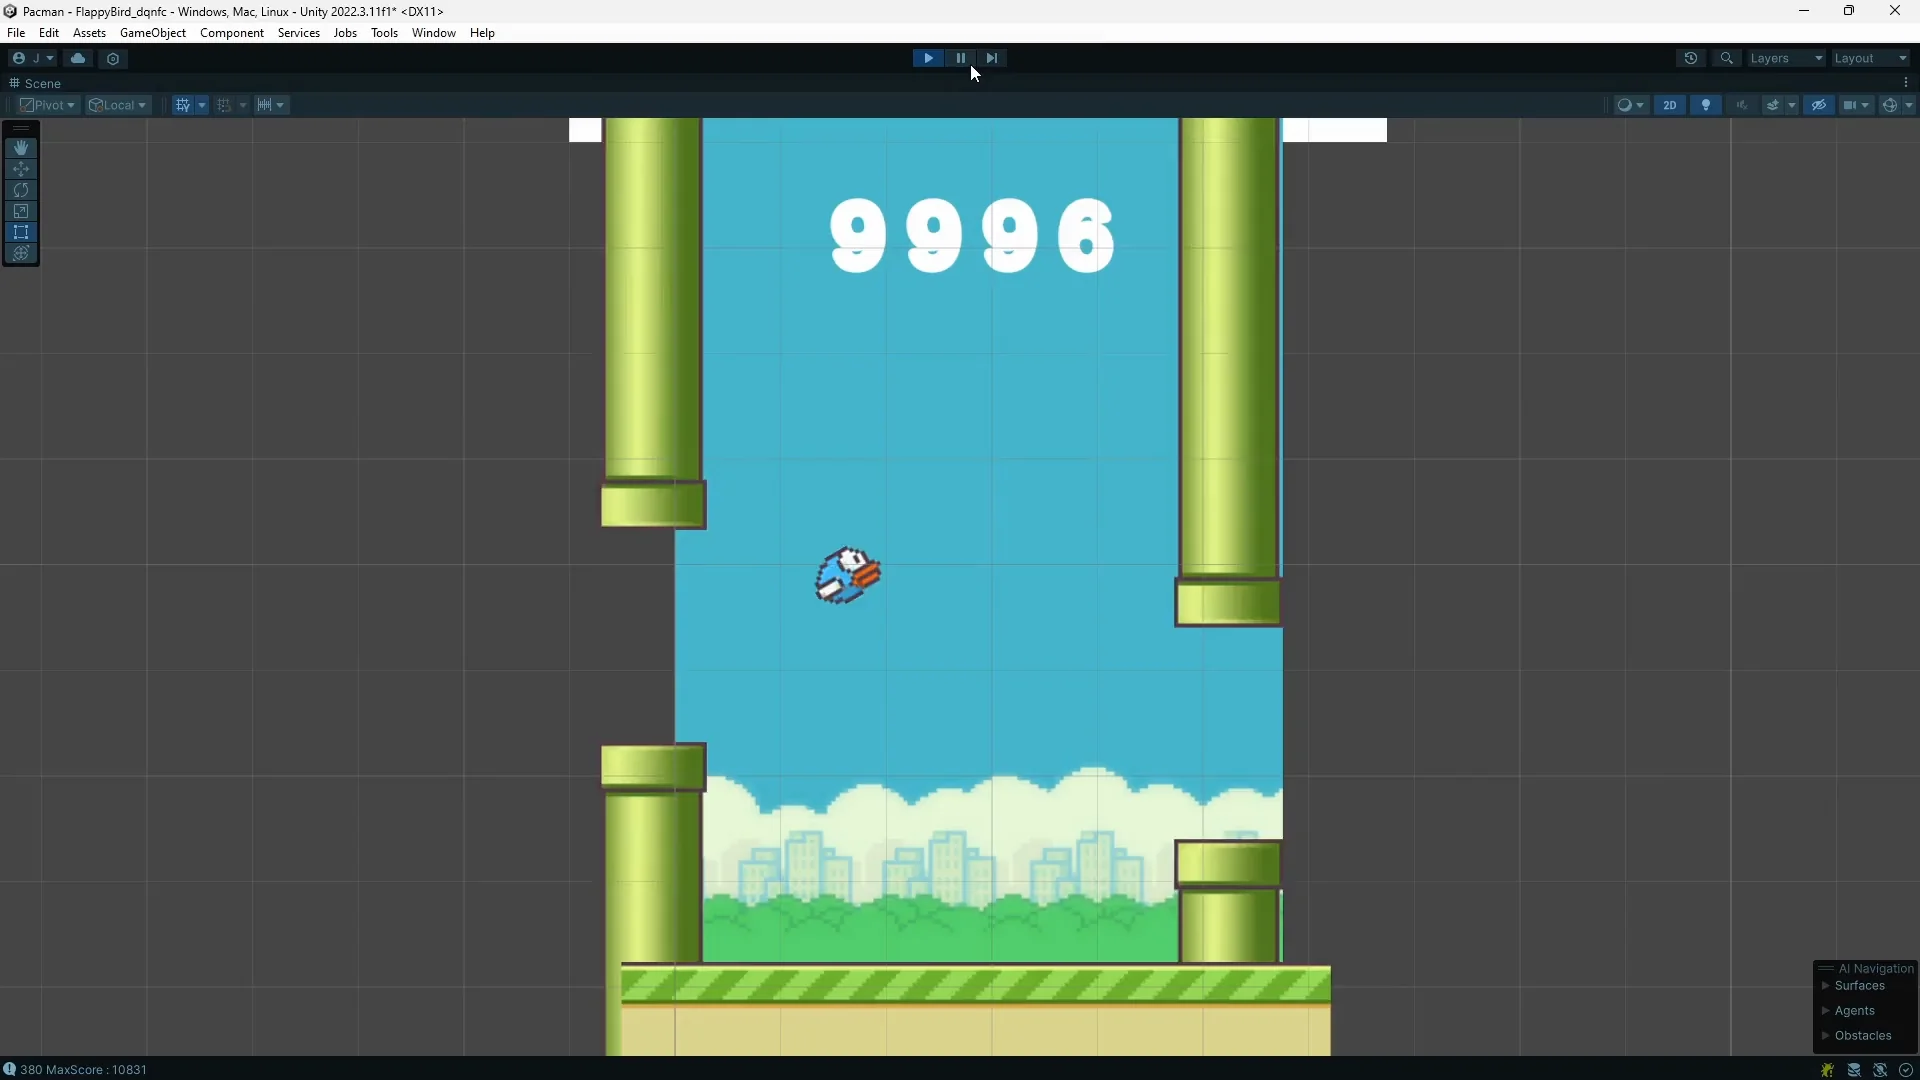 Pacman - FlappyBird_dqnfc - Windows, Mac, Linux - Unity 2022.3.11f1* <DX11>
File Edit Assets GameObject Component Services Jobs Tools Window Help
J Layers Layout
Scene
Pivot Local 2D
9996
AI Navigation
Surfaces
Agents
Obstacles
380 MaxScore : 10831